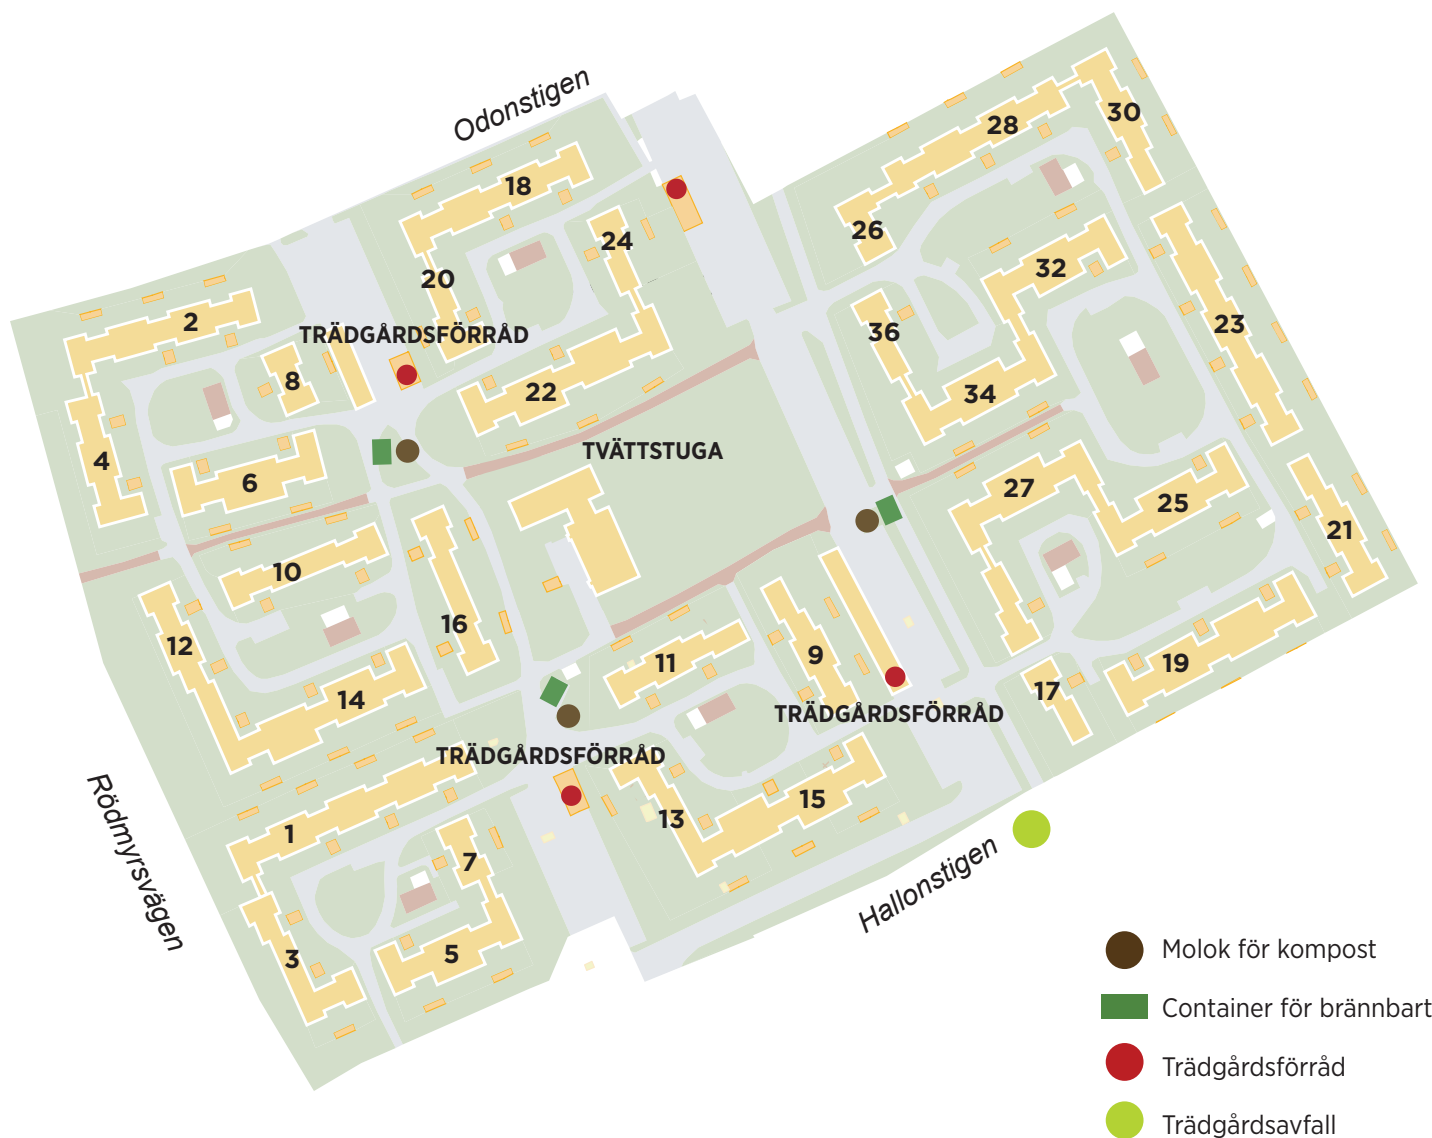 Odonstigen
30
28
18
26
24
32
20
2
23
TRÄDGÅRDSFÖRRÅD
36
8
22
34
TVÄTTSTUGA
4
6
27
25
21
10
16
12
9
11
19
17
14
TRÄDGÅRDSFÖRRÅD
TRÄDGÅRDSFÖRRÅD
15
13
1
7
Rödmyrsvägen
Hallonstigen
5
3
Molok för kompost
Container för brännbart
Trädgårdsförråd
Trädgårdsavfall